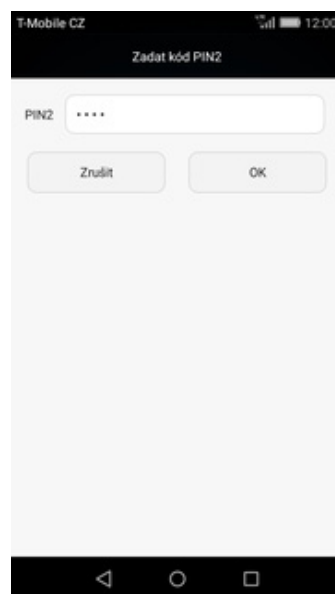 T-Mobile CZ 12:00
Zadat kód PIN2
PIN2 ····
Zrušit OK